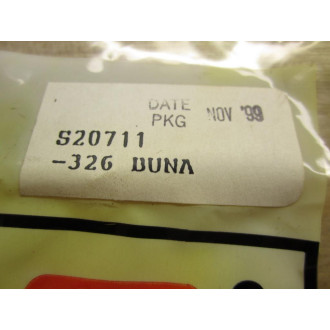 DATE
PKG NOV '99
S20711
-326 BUNA